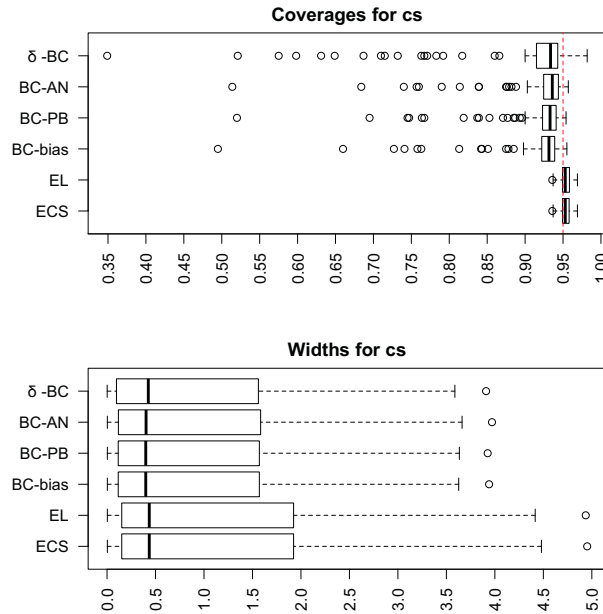 Coverages for cs
δ -BC
BC-AN
BC-PB
BC-bias
EL
ECS
0.35 0.40 0.45 0.50 0.55 0.60 0.65 0.70 0.75 0.80 0.85 0.90 0.95 1.00
Widths for cs
δ -BC
BC-AN
BC-PB
BC-bias
EL
ECS
0.0 0.5 1.0 1.5 2.0 2.5 3.0 3.5 4.0 4.5 5.0